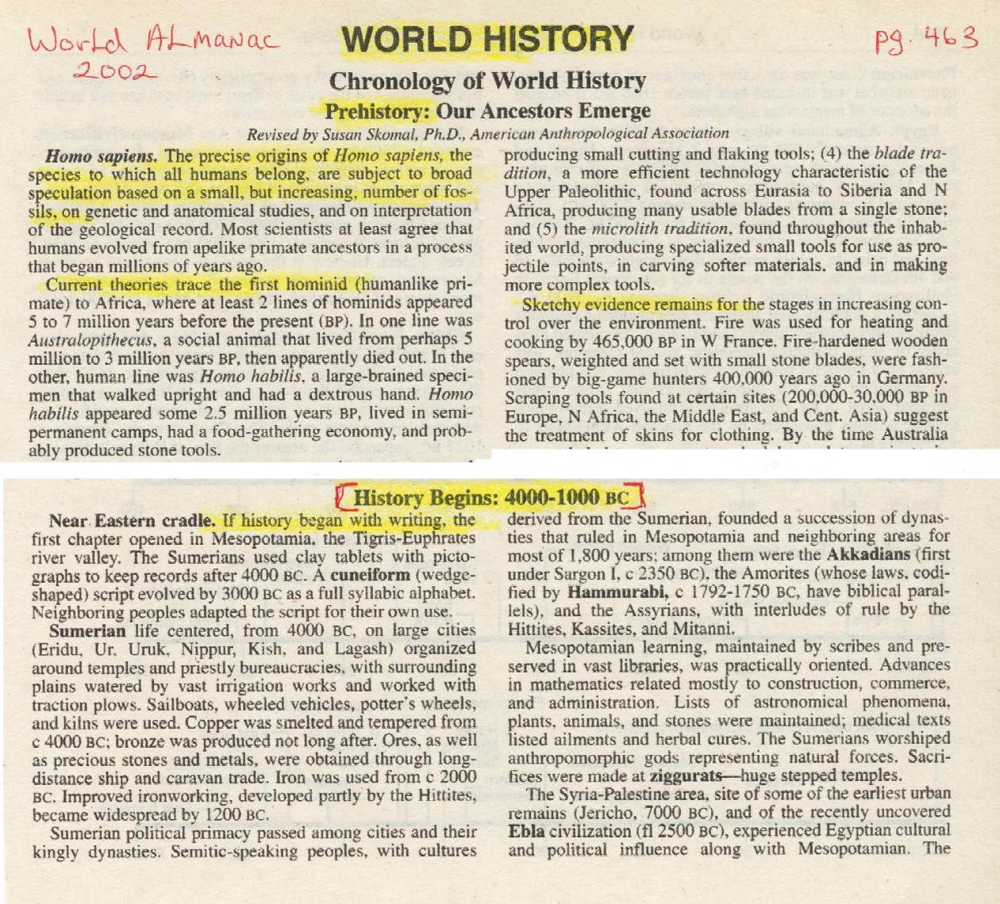 World Almanac
2002
WORLD HISTORY
pg. 463
Chronology of World History
Prehistory: Our Ancestors Emerge
Revised by Susan Skomal, Ph.D., American Anthropological Association
Homo sapiens. The precise origins of Homo sapiens, the
species to which all humans belong, are subject to broad
speculation based on a small, but increasing, number of fos-
sils, on genetic and anatomical studies, and on interpretation
of the geological record. Most scientists at least agree that
humans evolved from apelike primate ancestors in a process
that began millions of years ago.
Current theories trace the first hominid (humanlike pri-
mate) to Africa, where at least 2 lines of hominids appeared
5 to 7 million years before the present (BP). In one line was
Australopithecus, a social animal that lived from perhaps 5
million to 3 million years BP, then apparently died out. In the
other, human line was Homo habilis, a large-brained speci-
men that walked upright and had a dextrous hand. Homo
habilis appeared some 2.5 million years BP, lived in semi-
permanent camps, had a food-gathering economy, and prob-
ably produced stone tools.
producing small cutting and flaking tools; (4) the blade tra-
dition, a more efficient technology characteristic of the
Upper Paleolithic, found across Eurasia to Siberia and N
Africa, producing many usable blades from a single stone;
and (5) the microlith tradition, found throughout the inhab-
ited world, producing specialized small tools for use as pro-
jectile points, in carving softer materials, and in making
more complex tools.
Sketchy evidence remains for the stages in increasing con-
trol over the environment. Fire was used for heating and
cooking by 465,000 BP in W France. Fire-hardened wooden
spears, weighted and set with small stone blades, were fash-
ioned by big-game hunters 400,000 years ago in Germany.
Scraping tools found at certain sites (200,000-30,000 BP in
Europe, N Africa, the Middle East, and Cent. Asia) suggest
the treatment of skins for clothing. By the time Australia
[History Begins: 4000-1000 BC]
Near Eastern cradle. If history began with writing, the
first chapter opened in Mesopotamia, the Tigris-Euphrates
river valley. The Sumerians used clay tablets with picto-
graphs to keep records after 4000 BC. A cuneiform (wedge-
shaped) script evolved by 3000 BC as a full syllabic alphabet.
Neighboring peoples adapted the script for their own use.
Sumerian life centered, from 4000 BC, on large cities
(Eridu, Ur, Uruk, Nippur, Kish, and Lagash) organized
around temples and priestly bureaucracies, with surrounding
plains watered by vast irrigation works and worked with
traction plows. Sailboats, wheeled vehicles, potter's wheels,
and kilns were used. Copper was smelted and tempered from
c 4000 BC; bronze was produced not long after. Ores, as well
as precious stones and metals, were obtained through long-
distance ship and caravan trade. Iron was used from c 2000
BC. Improved ironworking, developed partly by the Hittites,
became widespread by 1200 BC.
Sumerian political primacy passed among cities and their
kingly dynasties. Semitic-speaking peoples, with cultures
derived from the Sumerian, founded a succession of dynas-
ties that ruled in Mesopotamia and neighboring areas for
most of 1,800 years; among them were the Akkadians (first
under Sargon I, c 2350 BC), the Amorites (whose laws, codi-
fied by Hammurabi, c 1792-1750 BC, have biblical paral-
lels), and the Assyrians, with interludes of rule by the
Hittites, Kassites, and Mitanni.
Mesopotamian learning, maintained by scribes and pre-
served in vast libraries, was practically oriented. Advances
in mathematics related mostly to construction, commerce,
and administration. Lists of astronomical phenomena,
plants, animals, and stones were maintained; medical texts
listed ailments and herbal cures. The Sumerians worshiped
anthropomorphic gods representing natural forces. Sacri-
fices were made at ziggurats—huge stepped temples.
The Syria-Palestine area, site of some of the earliest urban
remains (Jericho, 7000 BC), and of the recently uncovered
Ebla civilization (fl 2500 BC), experienced Egyptian cultural
and political influence along with Mesopotamian. The